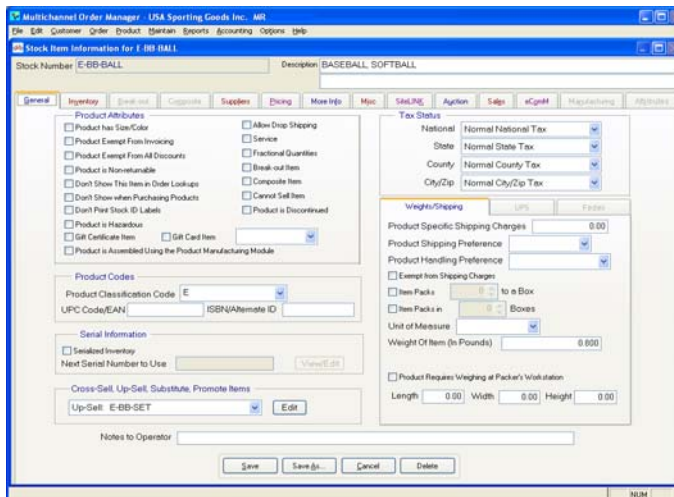 Multichannel Order Manager - USA Sporting Goods Inc. MR
File Edit Customer Order Product Maintain Reports Accounting Options Help
Stock Item Information for E-BB-BALL
Stock Number E-BB-BALL Description BASEBALL, SOFTBALL
General Inventory Break-out Composite Suppliers Pricing More Info Misc SiteLINK Auction Sales eComM Manufacturing Attributes
Product Attributes
Product has Size/Color
Product Exempt From Invoicing
Product Exempt From All Discounts
Product is Non-returnable
Don't Show This Item in Order Lookups
Don't Show when Purchasing Products
Don't Print Stock ID Labels
Product is Hazardous
Gift Certificate Item Gift Card Item
Product is Assembled Using the Product Manufacturing Module
Allow Drop Shipping
Service
Fractional Quantities
Break-out Item
Composite Item
Cannot Sell Item
Product is Discontinued
Product Codes
Product Classification Code E
UPC Code/EAN ISBN/Alternate ID
Serial Information
Serialized Inventory
Next Serial Number to Use View/Edit
Cross-Sell, Up-Sell, Substitute, Promote Items
Up-Sell: E-BB-SET Edit
Tax Status
National Normal National Tax
State Normal State Tax
County Normal County Tax
City/Zip Normal City/Zip Tax
Weights/Shipping UPS Fedex
Product Specific Shipping Charges 0.00
Product Shipping Preference
Product Handling Preference
Exempt from Shipping Charges
Item Packs 0 to a Box
Item Packs in 0 Boxes
Unit of Measure
Weight Of Item (In Pounds) 0.800
Product Requires Weighing at Packer's Workstation
Length 0.00 Width 0.00 Height 0.00
Notes to Operator
Save Save As... Cancel Delete
NUM